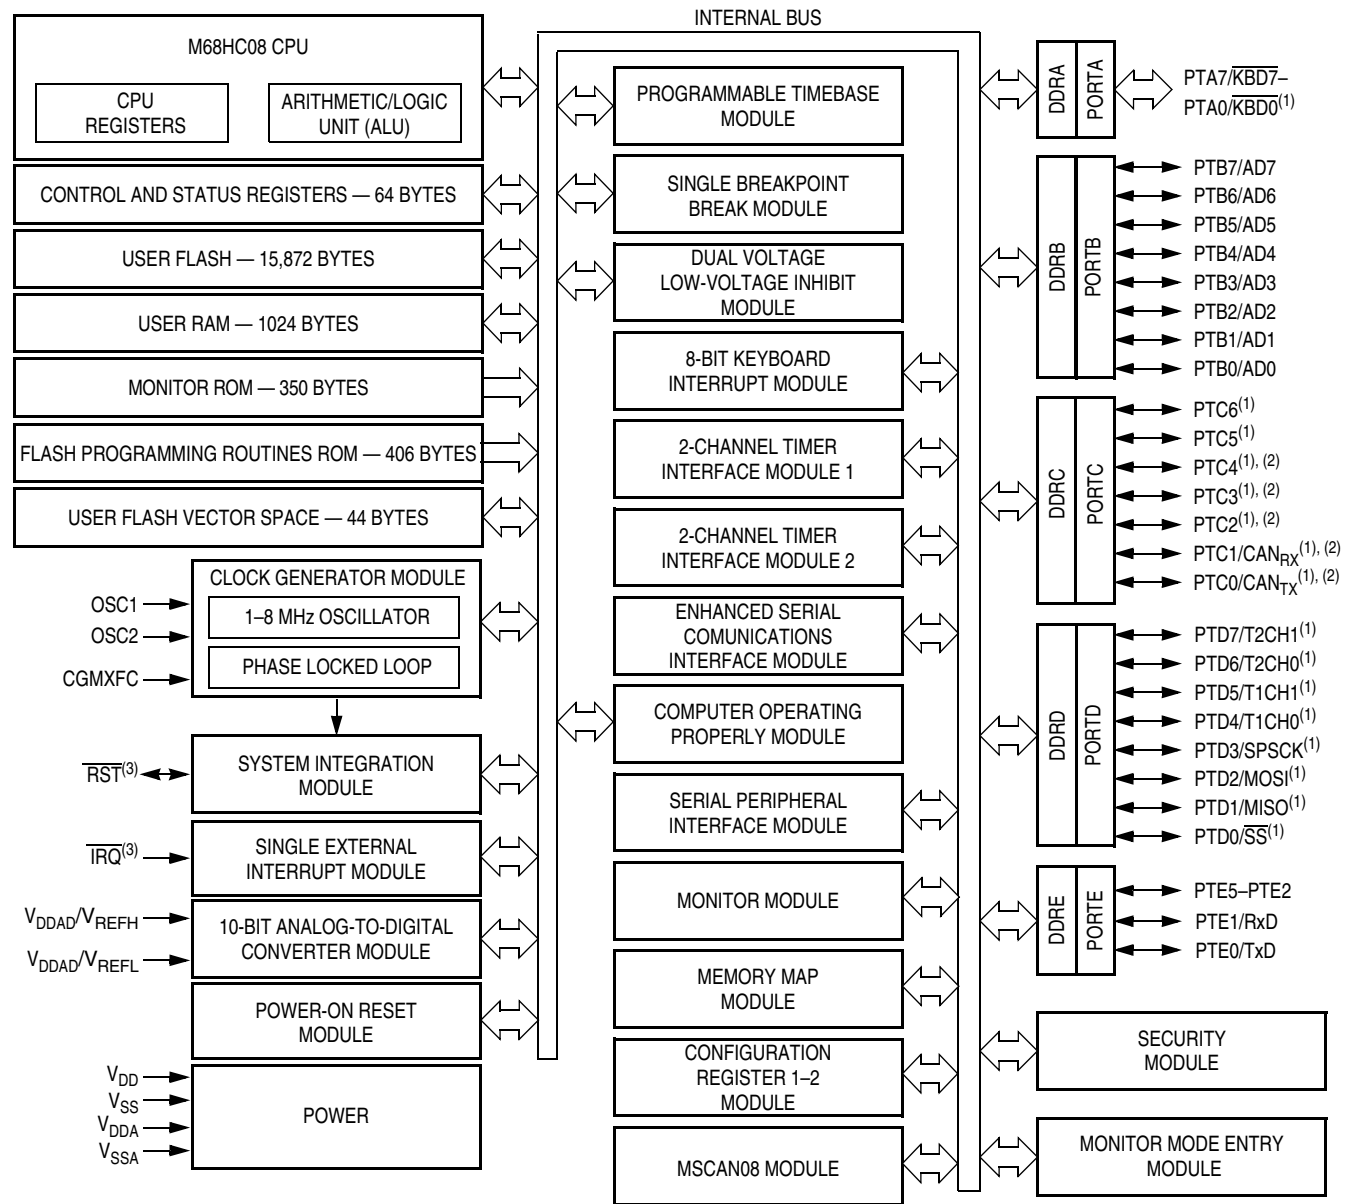 INTERNAL BUS
M68HC08 CPU
CPU
REGISTERS
ARITHMETIC/LOGIC
UNIT (ALU)
CONTROL AND STATUS REGISTERS — 64 BYTES
USER FLASH — 15,872 BYTES
USER RAM — 1024 BYTES
MONITOR ROM — 350 BYTES
FLASH PROGRAMMING ROUTINES ROM — 406 BYTES
USER FLASH VECTOR SPACE — 44 BYTES
CLOCK GENERATOR MODULE
1–8 MHz OSCILLATOR
PHASE LOCKED LOOP
OSC1
OSC2
CGMXFC
SYSTEM INTEGRATION
MODULE
RST(3)
SINGLE EXTERNAL
INTERRUPT MODULE
IRQ(3)
10-BIT ANALOG-TO-DIGITAL
CONVERTER MODULE
VDDAD/VREFH
VDDAD/VREFL
POWER-ON RESET
MODULE
POWER
VDD
VSS
VDDA
VSSA
PROGRAMMABLE TIMEBASE
MODULE
SINGLE BREAKPOINT
BREAK MODULE
DUAL VOLTAGE
LOW-VOLTAGE INHIBIT
MODULE
8-BIT KEYBOARD
INTERRUPT MODULE
2-CHANNEL TIMER
INTERFACE MODULE 1
2-CHANNEL TIMER
INTERFACE MODULE 2
ENHANCED SERIAL
COMUNICATIONS
INTERFACE MODULE
COMPUTER OPERATING
PROPERLY MODULE
SERIAL PERIPHERAL
INTERFACE MODULE
MONITOR MODULE
MEMORY MAP
MODULE
CONFIGURATION
REGISTER 1–2
MODULE
MSCAN08 MODULE
DDRA
PORTA
PTA7/KBD7–
PTA0/KBD0(1)
DDRB
PORTB
PTB7/AD7
PTB6/AD6
PTB5/AD5
PTB4/AD4
PTB3/AD3
PTB2/AD2
PTB1/AD1
PTB0/AD0
DDRC
PORTC
PTC6(1)
PTC5(1)
PTC4(1), (2)
PTC3(1), (2)
PTC2(1), (2)
PTC1/CANRX(1), (2)
PTC0/CANTX(1), (2)
DDRD
PORTD
PTD7/T2CH1(1)
PTD6/T2CH0(1)
PTD5/T1CH1(1)
PTD4/T1CH0(1)
PTD3/SPSCK(1)
PTD2/MOSI(1)
PTD1/MISO(1)
PTD0/SS(1)
DDRE
PORTE
PTE5–PTE2
PTE1/RxD
PTE0/TxD
SECURITY
MODULE
MONITOR MODE ENTRY
MODULE